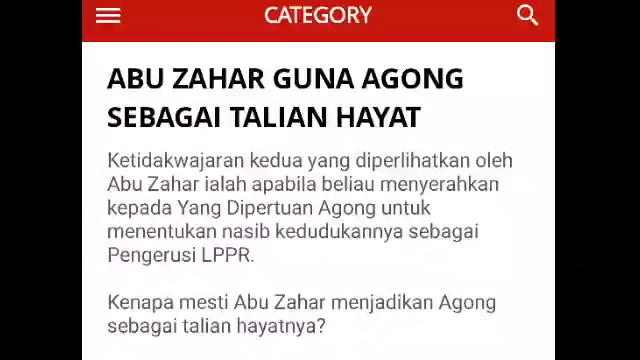 CATEGORY
ABU ZAHAR GUNA AGONG
SEBAGAI TALIAN HAYAT
Ketidakwajaran kedua yang diperlihatkan oleh
Abu Zahar ialah apabila beliau menyerahkan
kepada Yang Dipertuan Agong untuk
menentukan nasib kedudukannya sebagai
Pengerusi LPPR.
Kenapa mesti Abu Zahar menjadikan Agong
sebagai talian hayatnya?